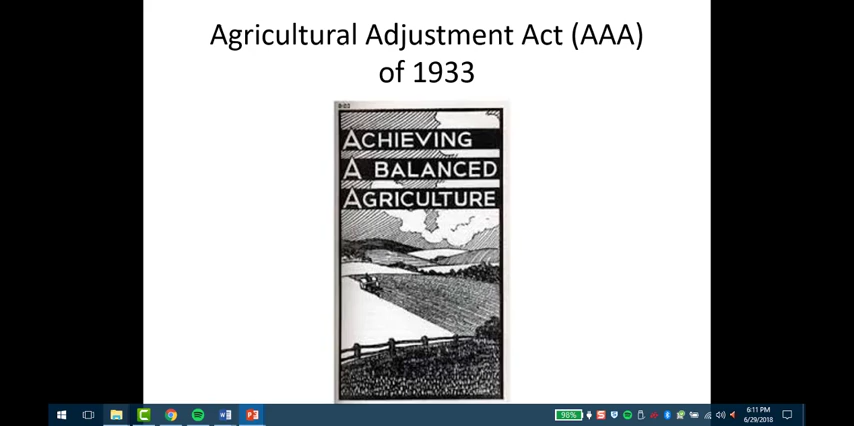 Agricultural Adjustment Act (AAA)
of 1933
ACHIEVING
A BALANCED
AGRICULTURE
98%
6:11 PM
6/29/2018